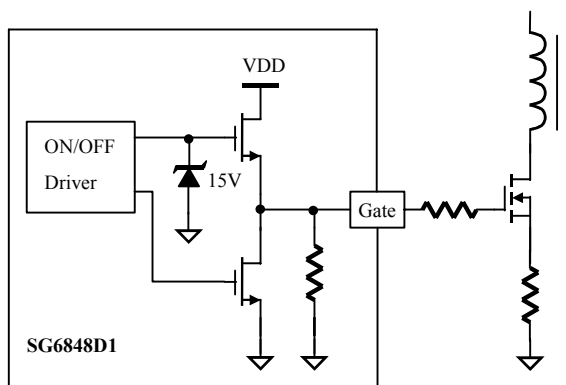 VDD
ON/OFF
Driver
15V
Gate
SG6848D1